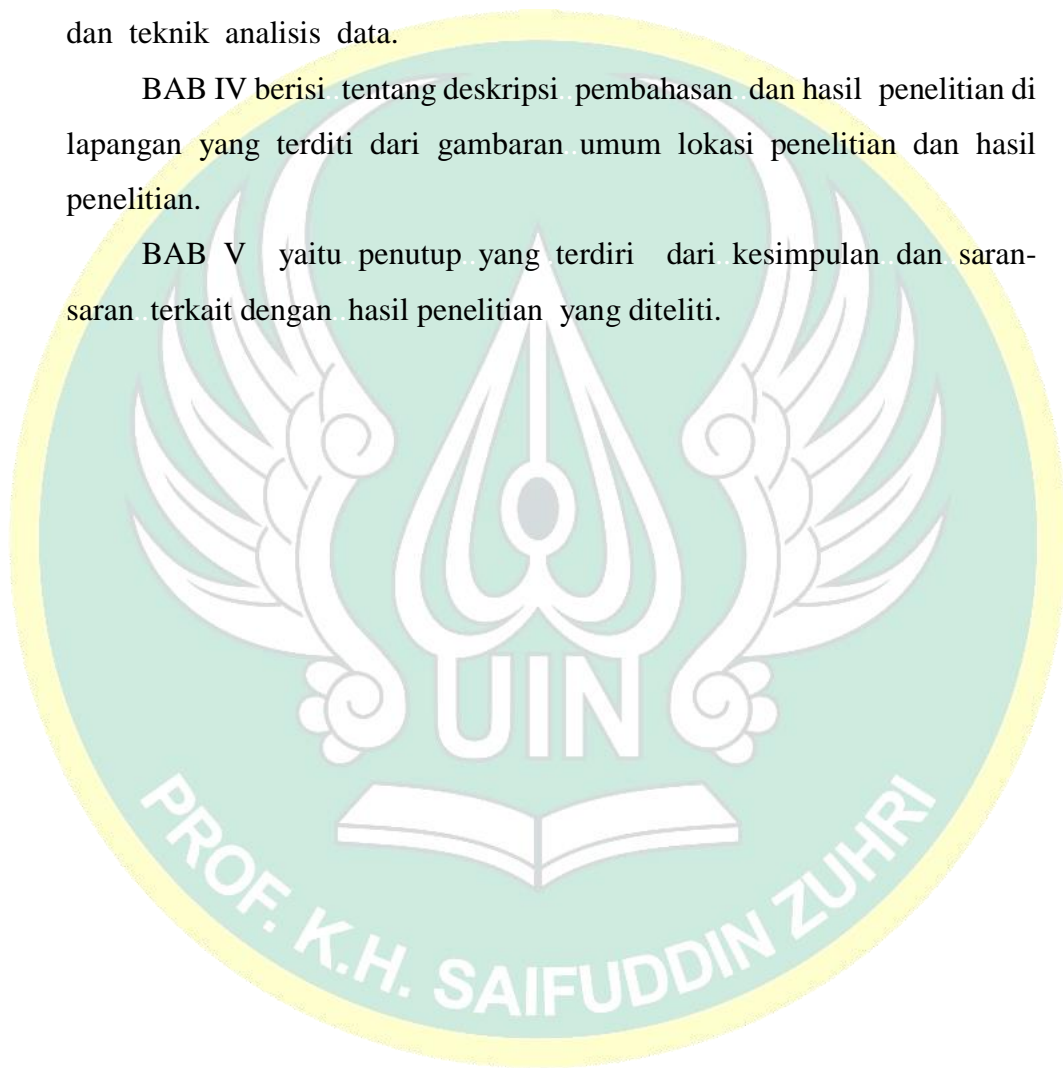 dan teknik analisis data.
BAB IV berisi tentang deskripsi pembahasan dan hasil penelitian di
lapangan yang terditi dari gambaran umum lokasi penelitian dan hasil
penelitian.
BAB V yaitu penutup yang terdiri dari kesimpulan dan saran-
saran terkait dengan hasil penelitian yang diteliti.
UIN
PROF. K.H. SAIFUDDIN ZUHRI